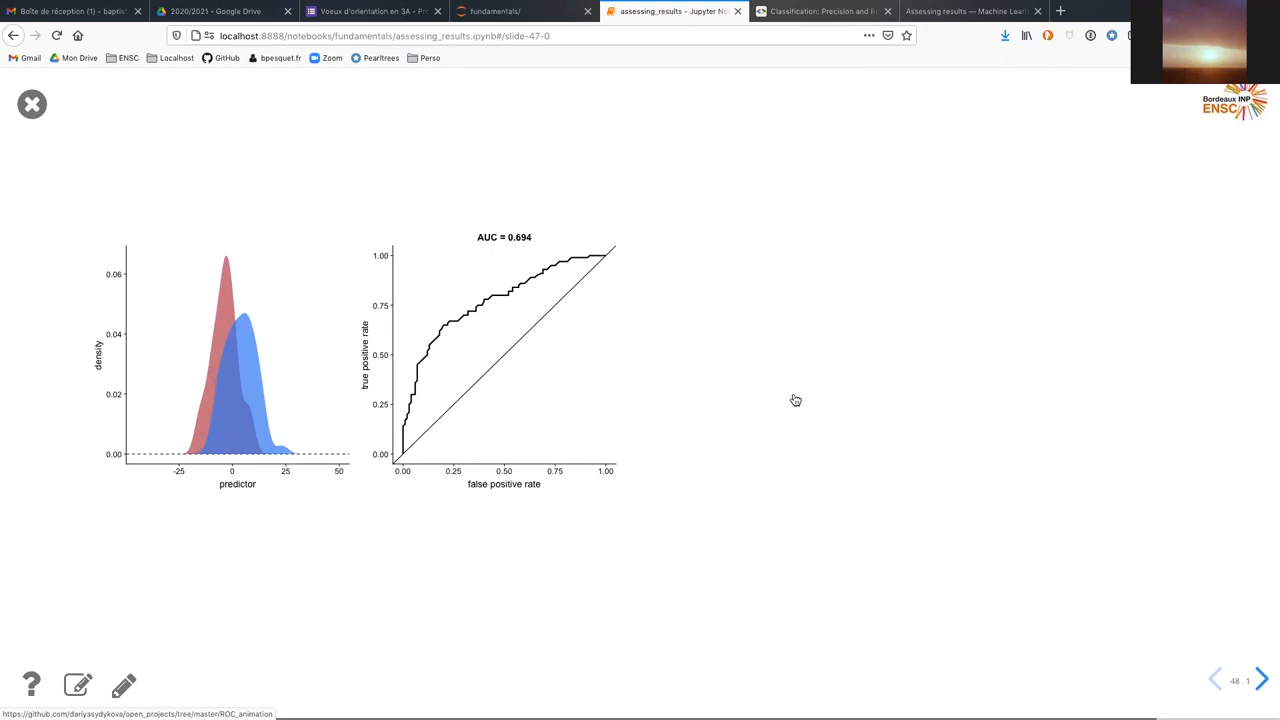 Boîte de réception (1) - bapti
2020/2021 - Google Drive
Voeux d'orientation en 3A - Pro
fundamentals/
assessing_results - Jupyter No
Classification: Precision and R
Assessing results — Machine Lear
localhost:8888/notebooks/fundamentals/assessing_results.ipynb#/slide-47-0
Gmail
Mon Drive
ENSC
Localhost
GitHub
bpesquet.fr
Zoom
Pearltrees
Perso
Bordeaux INP
ENSC
AUC = 0.694
0.06
0.04
0.02
0.00
density
-25
0
25
50
predictor
1.00
0.75
0.50
0.25
0.00
true positive rate
0.00
0.25
0.50
0.75
1.00
false positive rate
?
48 . 1
https://github.com/dariyasydykova/open_projects/tree/master/ROC_animation